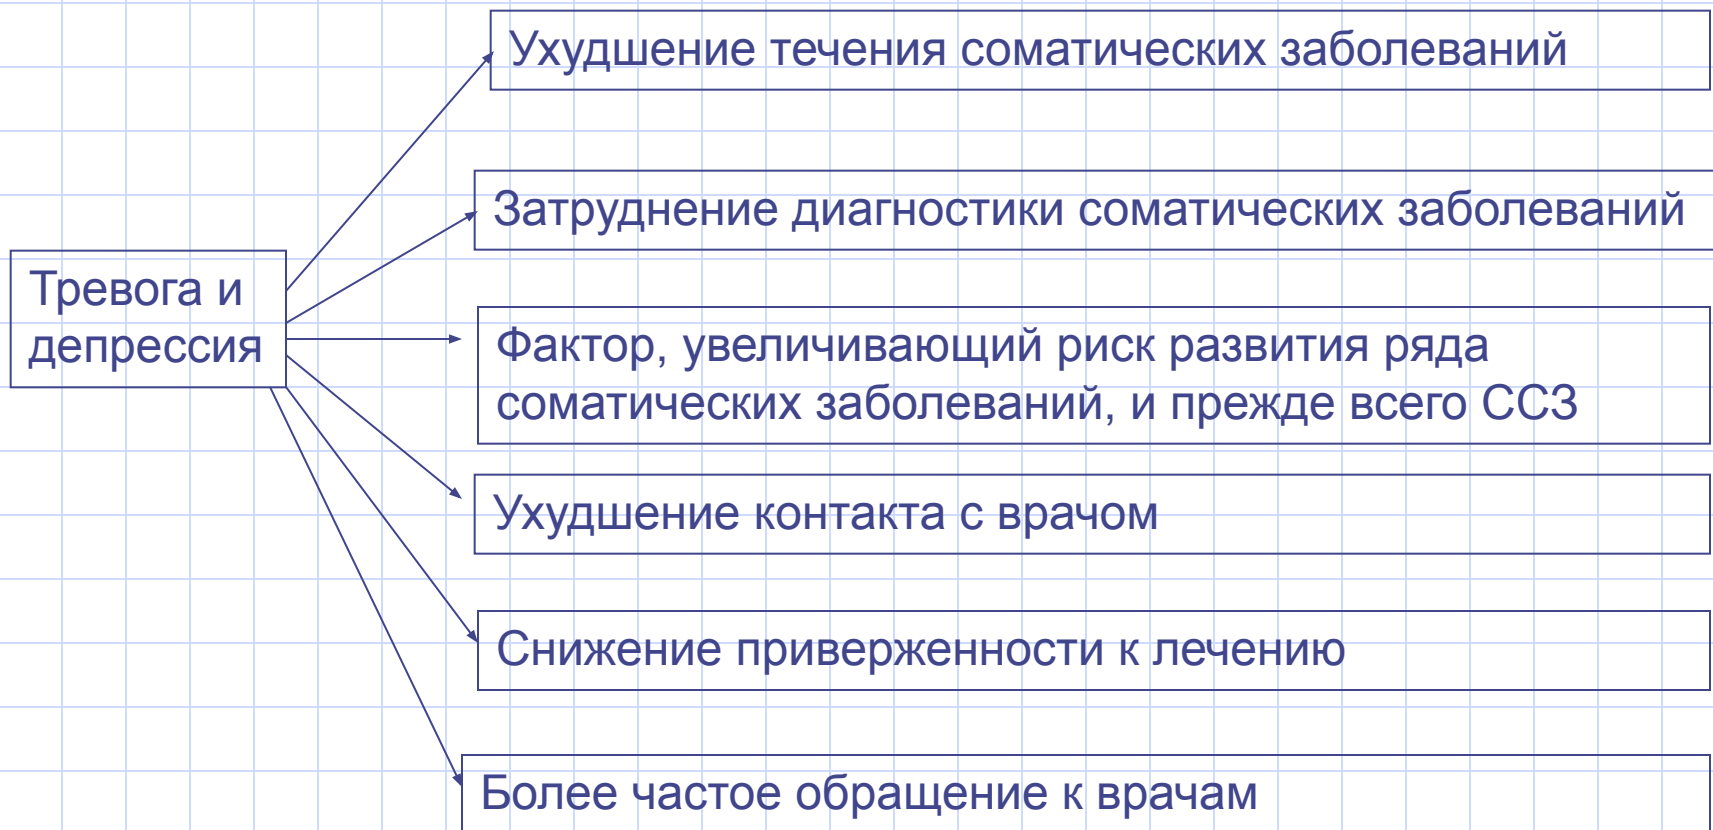 Ухудшение течения соматических заболеваний
Затруднение диагностики соматических заболеваний
Тревога и
депрессия
Фактор, увеличивающий риск развития ряда
соматических заболеваний, и прежде всего ССЗ
Ухудшение контакта с врачом
Снижение приверженности к лечению
Более частое обращение к врачам